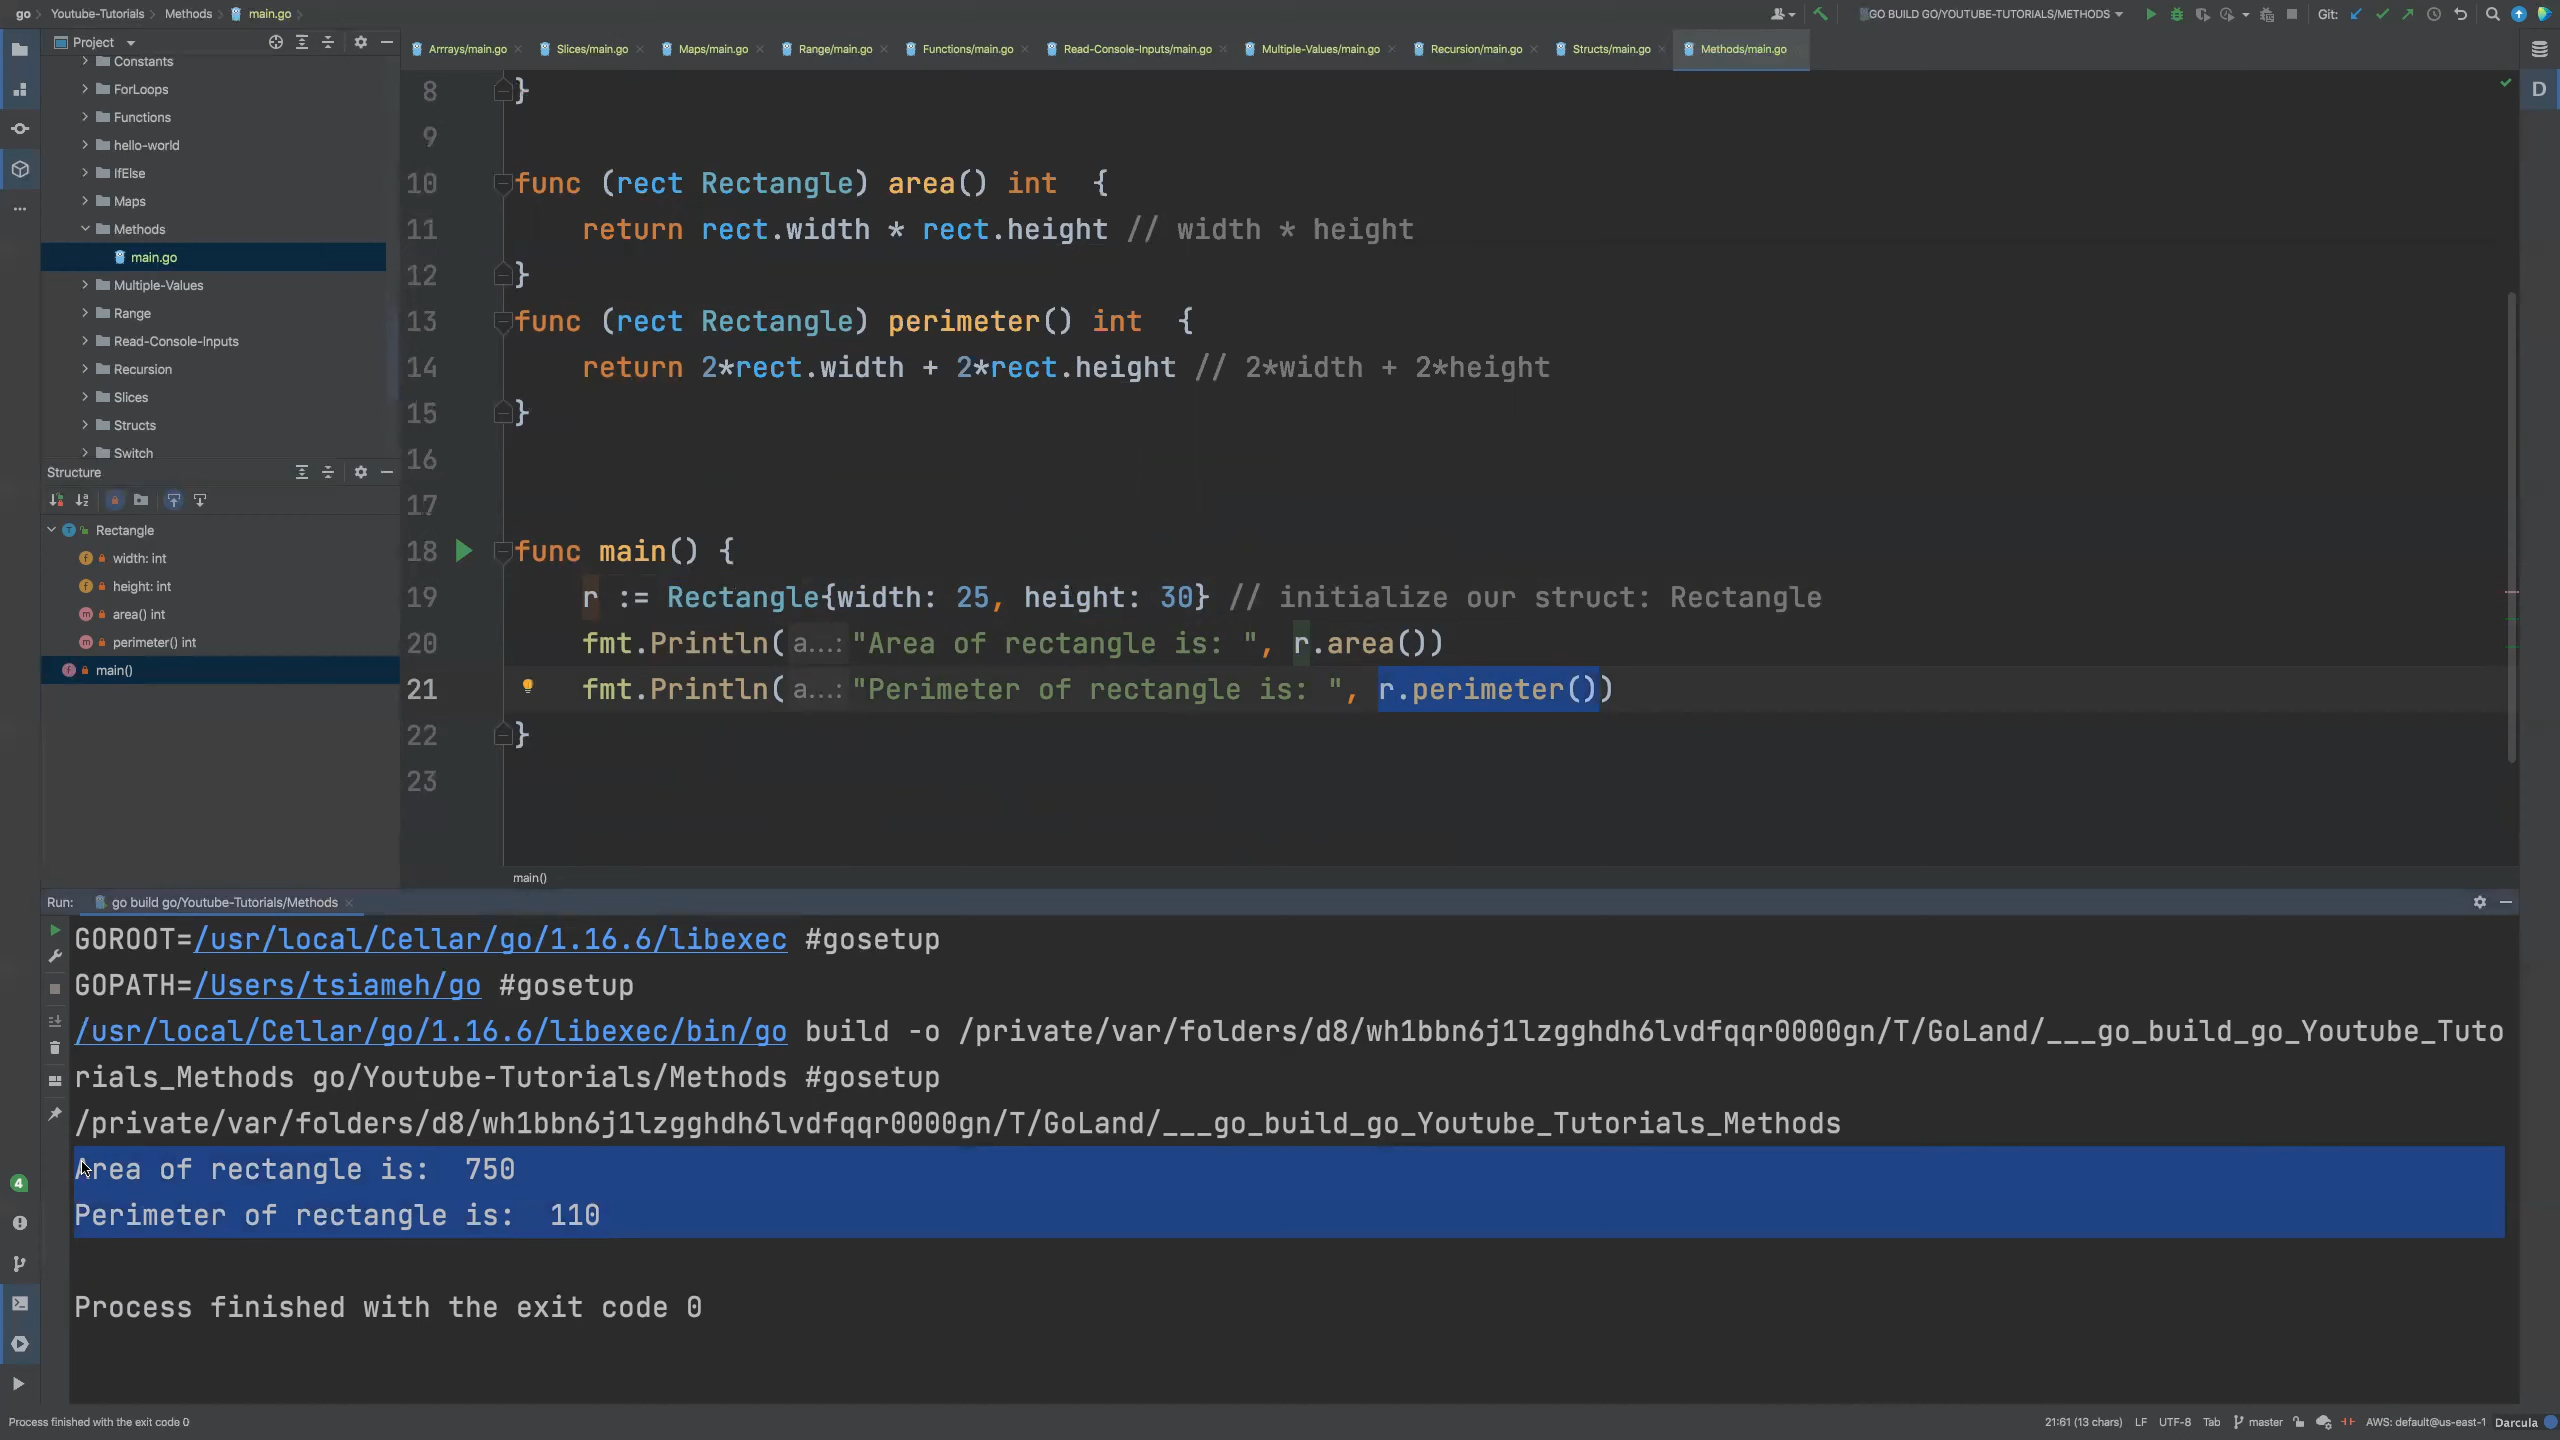 go Youtube-Tutorials Methods main.go
GO BUILD GO/YOUTUBE-TUTORIALS/METHODS Git:
Project
Arrrays/main.go Slices/main.go Maps/main.go Range/main.go Functions/main.go Read-Console-Inputs/main.go Multiple-Values/main.go Recursion/main.go Structs/main.go Methods/main.go
Constants
ForLoops
Functions
hello-world
IfElse
Maps
Methods
main.go
Multiple-Values
Range
Read-Console-Inputs
Recursion
Slices
Structs
Switch
Structure
Rectangle
width: int
height: int
area() int
perimeter() int
main()
8 }
9
10 func (rect Rectangle) area() int {
11 return rect.width * rect.height // width * height
12 }
13 func (rect Rectangle) perimeter() int {
14 return 2*rect.width + 2*rect.height // 2*width + 2*height
15 }
16
17
18 func main() {
19 r := Rectangle{width: 25, height: 30} // initialize our struct: Rectangle
20 fmt.Println( a...: "Area of rectangle is: ", r.area())
21 fmt.Println( a...: "Perimeter of rectangle is: ", r.perimeter())
22 }
23
main()
D
Run: go build go/Youtube-Tutorials/Methods
GOROOT=/usr/local/Cellar/go/1.16.6/libexec #gosetup
GOPATH=/Users/tsiameh/go #gosetup
/usr/local/Cellar/go/1.16.6/libexec/bin/go build -o /private/var/folders/d8/wh1bbn6j1lzgghdh6lvdfqqr0000gn/T/GoLand/___go_build_go_Youtube_Tuto
rials_Methods go/Youtube-Tutorials/Methods #gosetup
/private/var/folders/d8/wh1bbn6j1lzgghdh6lvdfqqr0000gn/T/GoLand/___go_build_go_Youtube_Tutorials_Methods
Area of rectangle is:  750
Perimeter of rectangle is:  110
Process finished with the exit code 0
4
Process finished with the exit code 0
21:61 (13 chars) LF UTF-8 Tab master AWS: default@us-east-1 Darcula